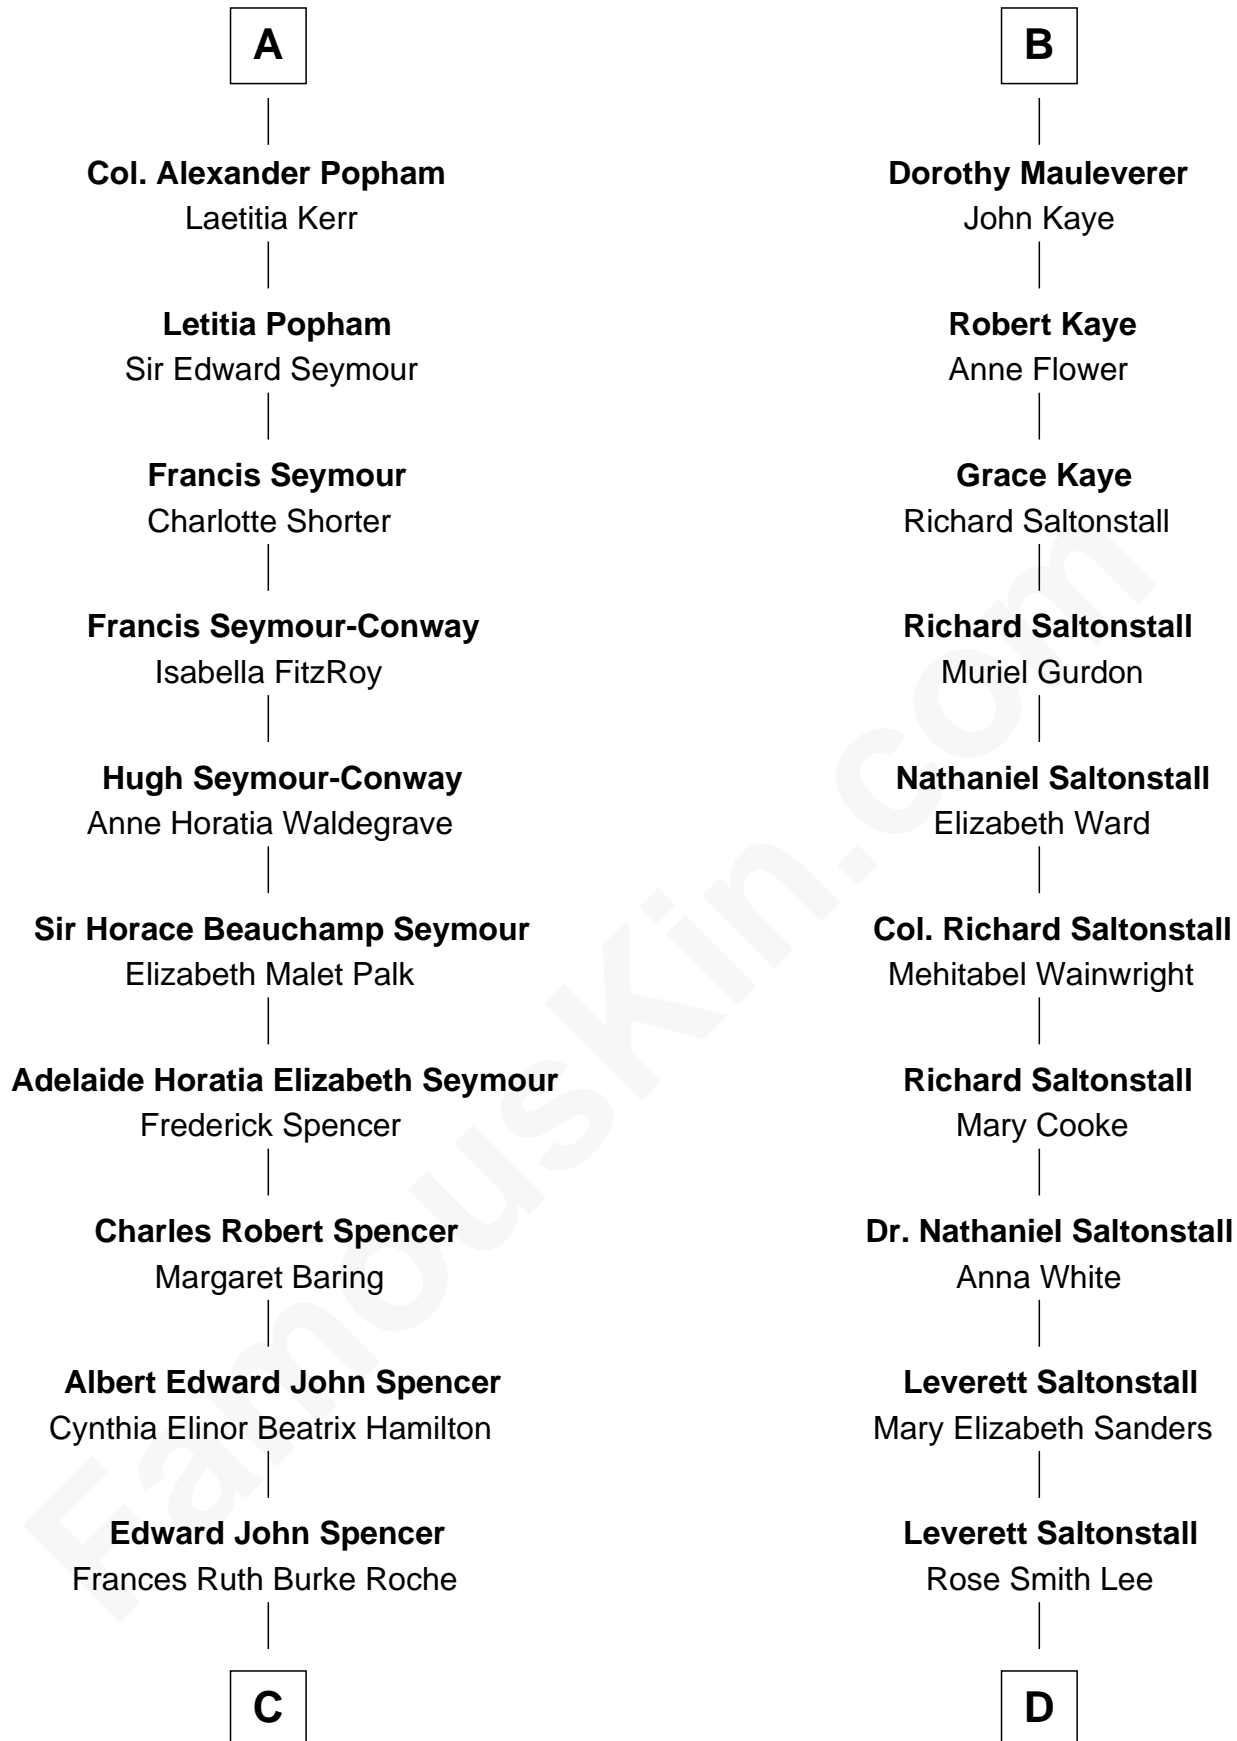 A
Col. Alexander Popham
Laetitia Kerr
Letitia Popham
Sir Edward Seymour
Francis Seymour
Charlotte Shorter
Francis Seymour-Conway
Isabella FitzRoy
Hugh Seymour-Conway
Anne Horatia Waldegrave
Sir Horace Beauchamp Seymour
Elizabeth Malet Palk
Adelaide Horatia Elizabeth Seymour
Frederick Spencer
Charles Robert Spencer
Margaret Baring
Albert Edward John Spencer
Cynthia Elinor Beatrix Hamilton
Edward John Spencer
Frances Ruth Burke Roche
C
B
Dorothy Mauleverer
John Kaye
Robert Kaye
Anne Flower
Grace Kaye
Richard Saltonstall
Richard Saltonstall
Muriel Gurdon
Nathaniel Saltonstall
Elizabeth Ward
Col. Richard Saltonstall
Mehitabel Wainwright
Richard Saltonstall
Mary Cooke
Dr. Nathaniel Saltonstall
Anna White
Leverett Saltonstall
Mary Elizabeth Sanders
Leverett Saltonstall
Rose Smith Lee
D
FamousKin.com